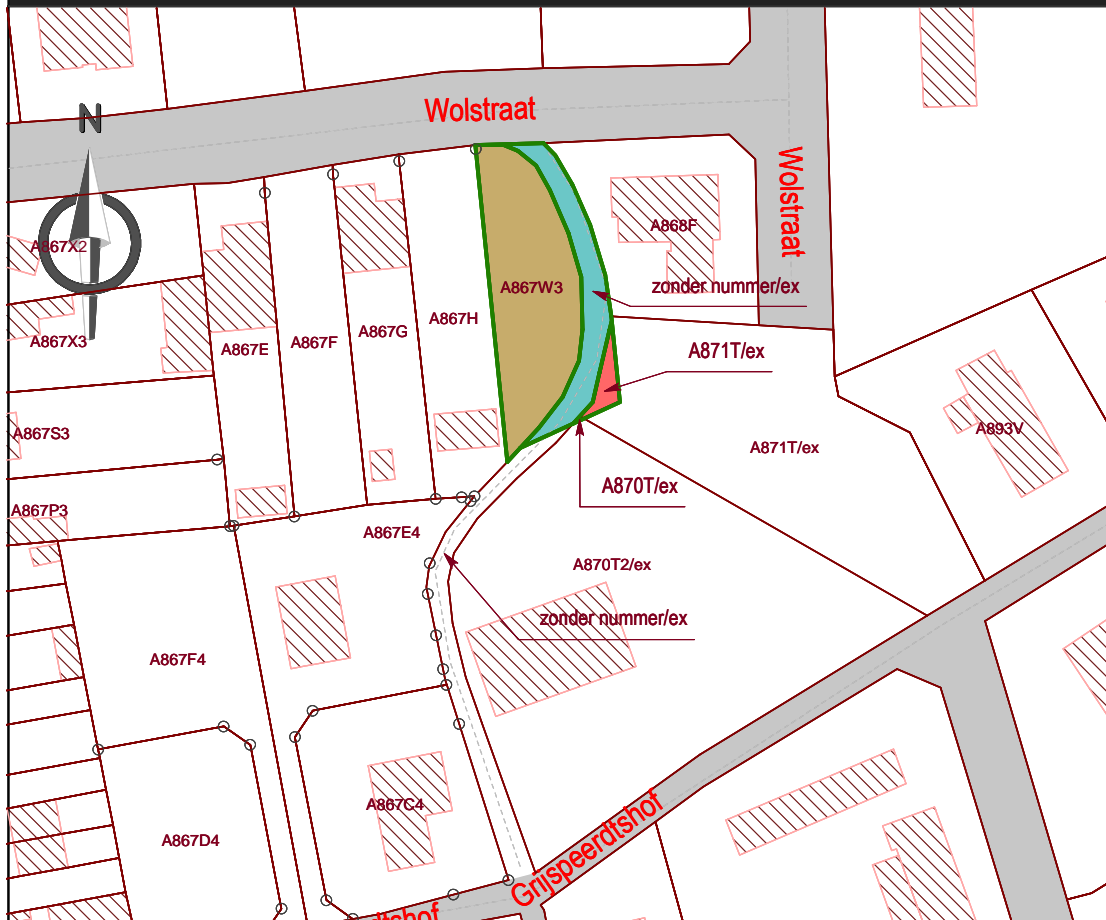 Wolstraat
N
Wolstraat
A868F
A867X2
zonder nummer/ex
A867W3
A867H
A867G
A867F
A867E
A867X3
A871T/ex
A867S3
A893V
A871T/ex
A870T/ex
A867P3
A867E4
A870T2/ex
zonder nummer/ex
A867F4
A867C4
A867D4
Grijspeerdtshof
dtshof